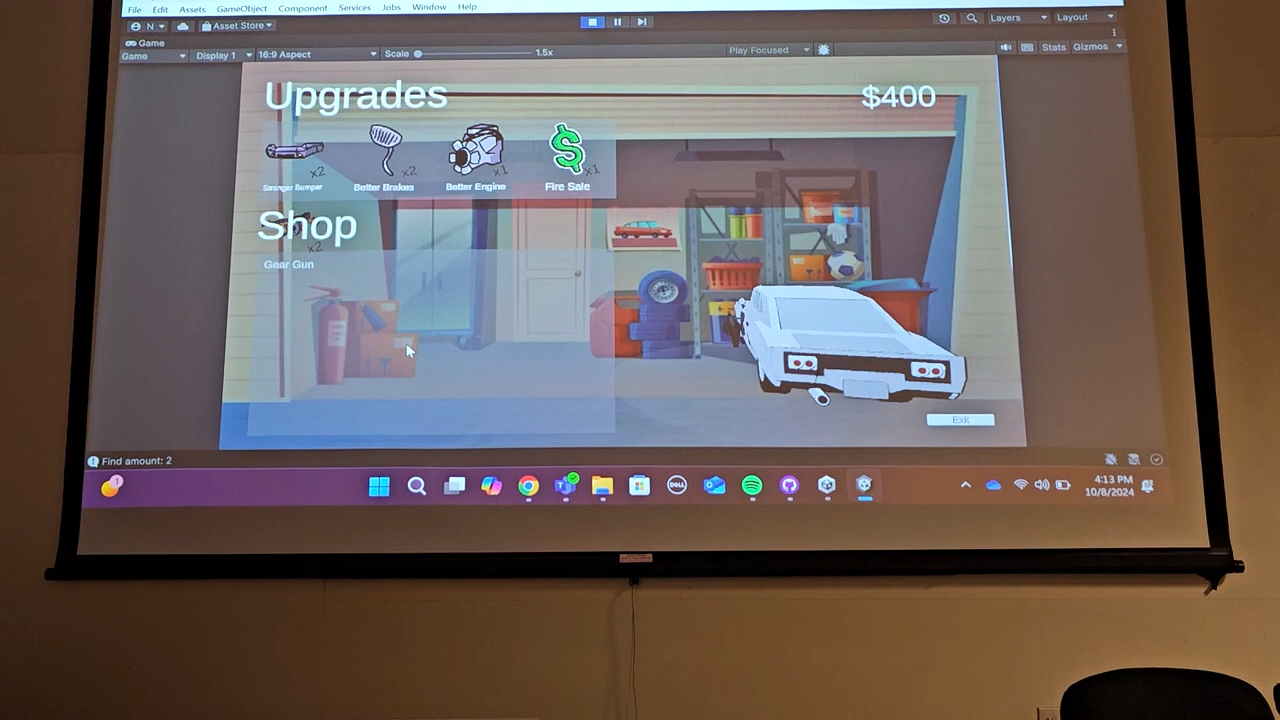 File Edit Assets GameObject Component Services Jobs Window Help
N Asset Store Layers Layout
Game
Game Display 1 16:9 Aspect Scale 1.5x Play Focused Stats Gizmos
Upgrades $400
x2 x2 x1 x1
Stronger Bumper Better Brakes Better Engine Fire Sale
Shop
x2
Gear Gun
Exit
Find amount: 2
1 DELL 4:13 PM
10/8/2024